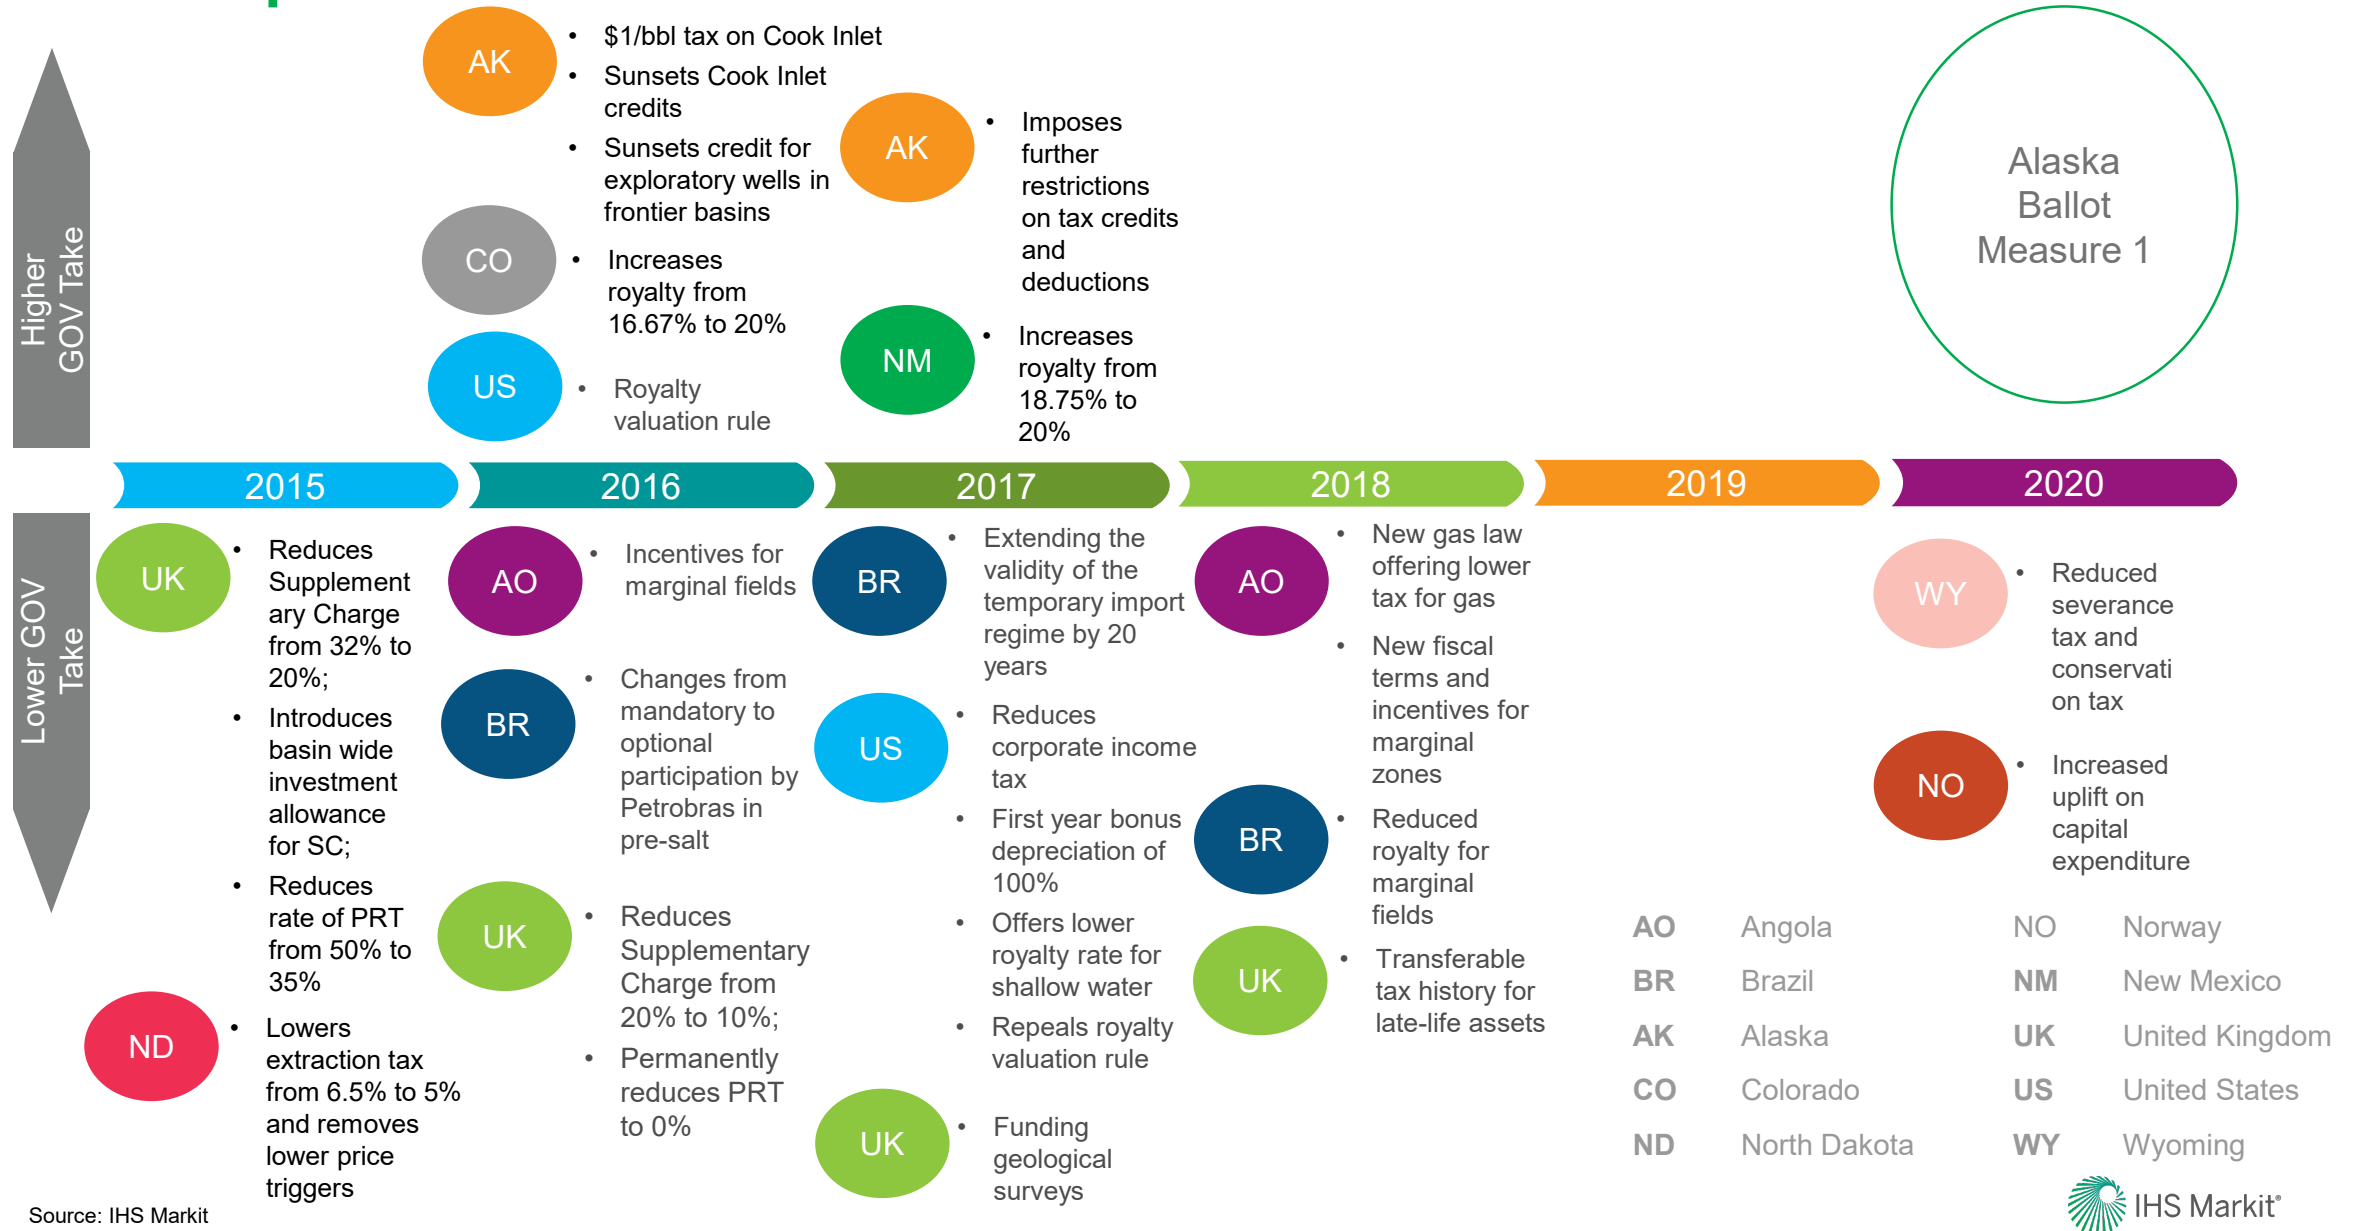 Higher
GOV Take
AK
• $1/bbl tax on Cook Inlet
• Sunsets Cook Inlet
credits
• Sunsets credit for
exploratory wells in
frontier basins
CO
• Increases
royalty from
16.67% to 20%
US
• Royalty
valuation rule
AK
• Imposes
further
restrictions
on tax credits
and
deductions
NM
• Increases
royalty from
18.75% to
20%
Alaska
Ballot
Measure 1
2015
2016
2017
2018
2019
2020
Lower GOV
Take
UK
• Reduces
Supplement
ary Charge
from 32% to
20%;
• Introduces
basin wide
investment
allowance
for SC;
• Reduces
rate of PRT
from 50% to
35%
ND
• Lowers
extraction tax
from 6.5% to 5%
and removes
lower price
triggers
AO
• Incentives for
marginal fields
BR
• Changes from
mandatory to
optional
participation by
Petrobras in
pre-salt
UK
• Reduces
Supplementary
Charge from
20% to 10%;
• Permanently
reduces PRT
to 0%
BR
• Extending the
validity of the
temporary import
regime by 20
years
US
• Reduces
corporate income
tax
• First year bonus
depreciation of
100%
• Offers lower
royalty rate for
shallow water
• Repeals royalty
valuation rule
UK
• Funding
geological
surveys
AO
• New gas law
offering lower
tax for gas
• New fiscal
terms and
incentives for
marginal
zones
BR
• Reduced
royalty for
marginal
fields
UK
• Transferable
tax history for
late-life assets
WY
• Reduced
severance
tax and
conservati
on tax
NO
• Increased
uplift on
capital
expenditure
AO Angola NO Norway
BR Brazil NM New Mexico
AK Alaska UK United Kingdom
CO Colorado US United States
ND North Dakota WY Wyoming
Source: IHS Markit
IHS Markit®